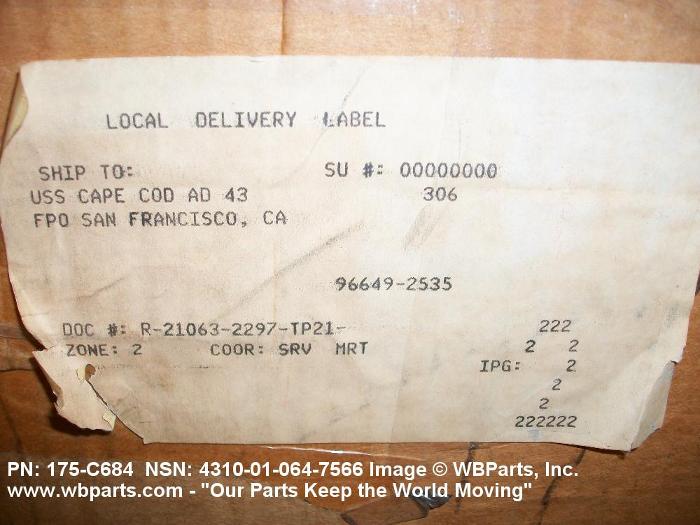 LOCAL DELIVERY LABEL
SHIP TO: SU #: 00000000
USS CAPE COD AD 43 306
FPO SAN FRANCISCO, CA
96649-2535
DOC #: R-21063-2297-TP21-
ZONE: 2 COOR: SRV MRT
222
2 2
IPG: 2
2
2
222222
PN: 175-C684 NSN: 4310-01-064-7566 Image © WBParts, Inc.
www.wbparts.com - "Our Parts Keep the World Moving"